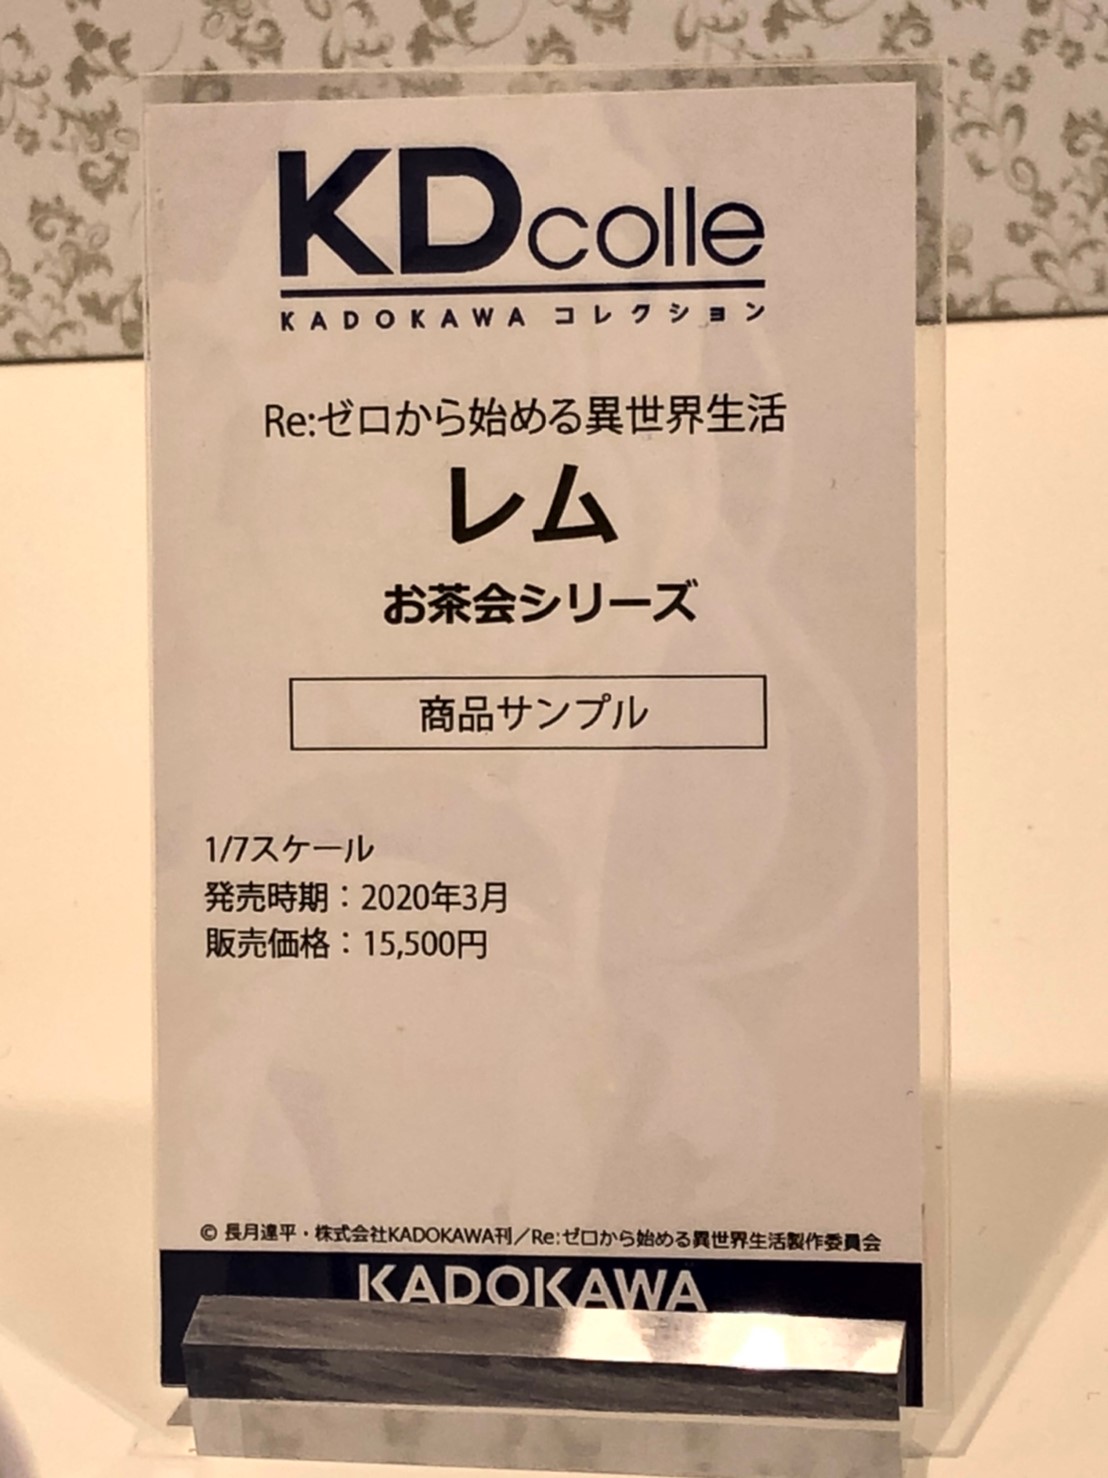 KDcolle
KADOKAWA コレクション
Re:ゼロから始める異世界生活
レム
お茶会シリーズ
商品サンプル
1/7スケール
発売時期：2020年3月
販売価格：15,500円
© 長月達平・株式会社KADOKAWA刊／Re:ゼロから始める異世界生活製作委員会
KADOKAWA